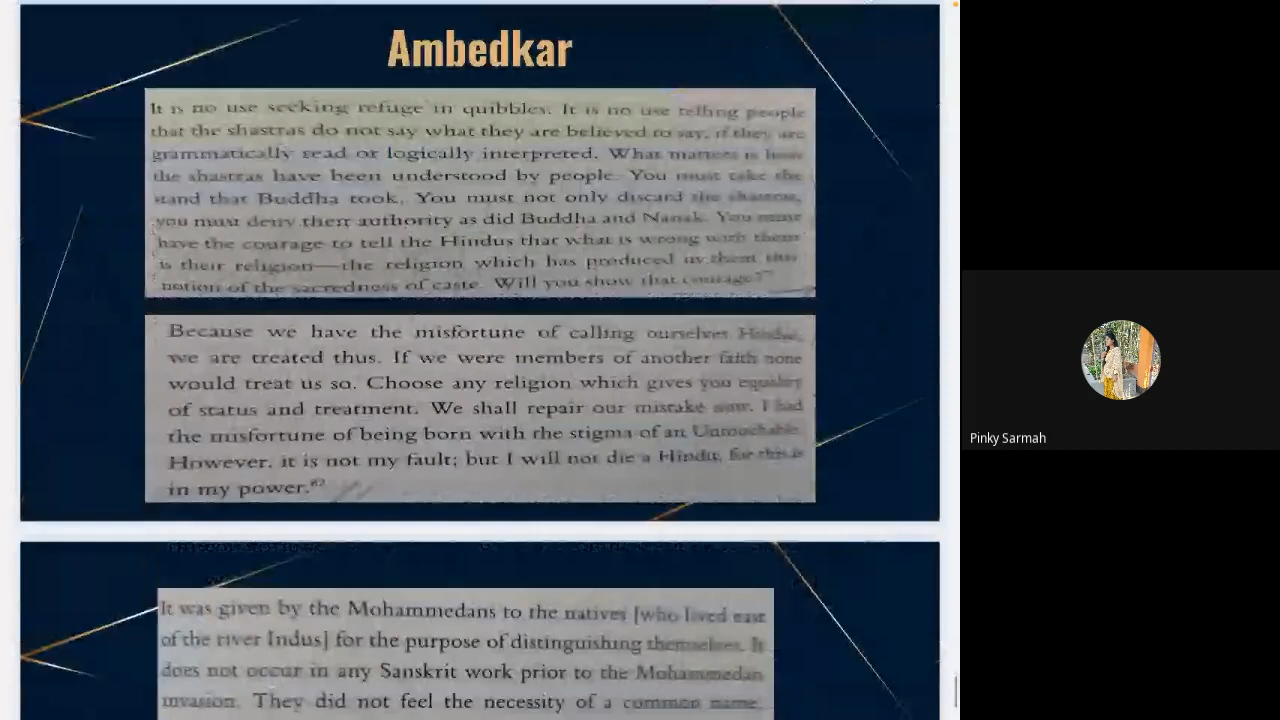 Ambedkar
It is no use seeking refuge in quibbles. It is no use telling people
that the shastras do not say what they are believed to say, if they are
grammatically read or logically interpreted. What matters is how
the shastras have been understood by people. You must take the
stand that Buddha took. You must not only discard the shastras,
you must deny their authority as did Buddha and Nanak. You must
have the courage to tell the Hindus that what is wrong with them
is their religion—the religion which has produced in them this
notion of the sacredness of caste. Will you show that courage?
Because we have the misfortune of calling ourselves Hindus,
we are treated thus. If we were members of another faith none
would treat us so. Choose any religion which gives you equality
of status and treatment. We shall repair our mistake now. I had
the misfortune of being born with the stigma of an Untouchable.
However, it is not my fault; but I will not die a Hindu, for this is
in my power.
It was given by the Mohammedans to the natives [who lived east
of the river Indus] for the purpose of distinguishing themselves. It
does not occur in any Sanskrit work prior to the Mohammedan
invasion. They did not feel the necessity of a common name,
Pinky Sarmah